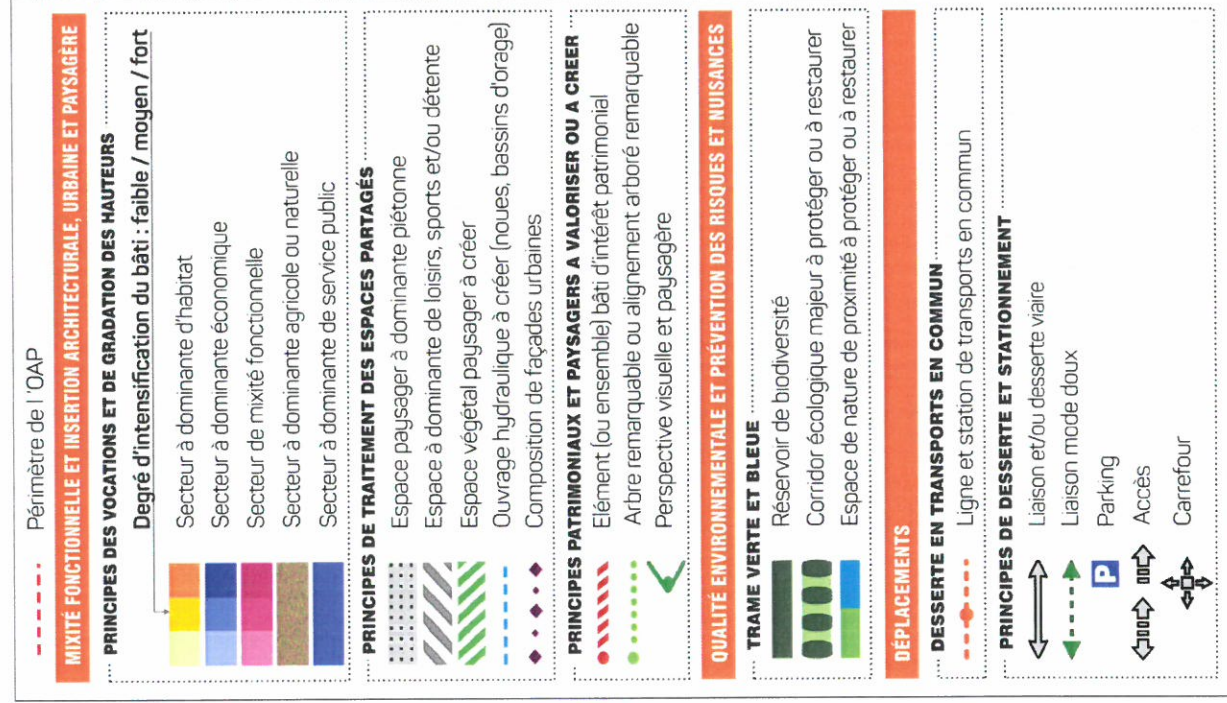 Périmètre de l'OAP
MIXITÉ FONCTIONNELLE ET INSERTION ARCHITECTURALE, URBAINE ET PAYSAGÈRE
PRINCIPES DES VOCATIONS ET DE GRADATION DES HAUTEURS
Degré d'intensification du bâti : faible / moyen / fort
Secteur à dominante d'habitat
Secteur à dominante économique
Secteur de mixité fonctionnelle
Secteur à dominante agricole ou naturelle
Secteur à dominante de service public
PRINCIPES DE TRAITEMENT DES ESPACES PARTAGÉS
Espace paysager à dominante piétonne
Espace à dominante de loisirs, sports et/ou détente
Espace végétal paysager à créer
Ouvrage hydraulique à créer (noues, bassins d'orage)
Composition de façades urbaines
PRINCIPES PATRIMONIAUX ET PAYSAGERS A VALORISER OU A CREER
Elément (ou ensemble) bâti d'intérêt patrimonial
Arbre remarquable ou alignement arboré remarquable
Perspective visuelle et paysagère
QUALITÉ ENVIRONNEMENTALE ET PRÉVENTION DES RISQUES ET NUISANCES
TRAME VERTE ET BLEUE
Réservoir de biodiversité
Corridor écologique majeur à protéger ou à restaurer
Espace de nature de proximité à protéger ou à restaurer
DÉPLACEMENTS
DESSERTE EN TRANSPORTS EN COMMUN
Ligne et station de transports en commun
PRINCIPES DE DESSERTE ET STATIONNEMENT
Liaison et/ou desserte viaire
Liaison mode doux
P Parking
Accès
Carrefour